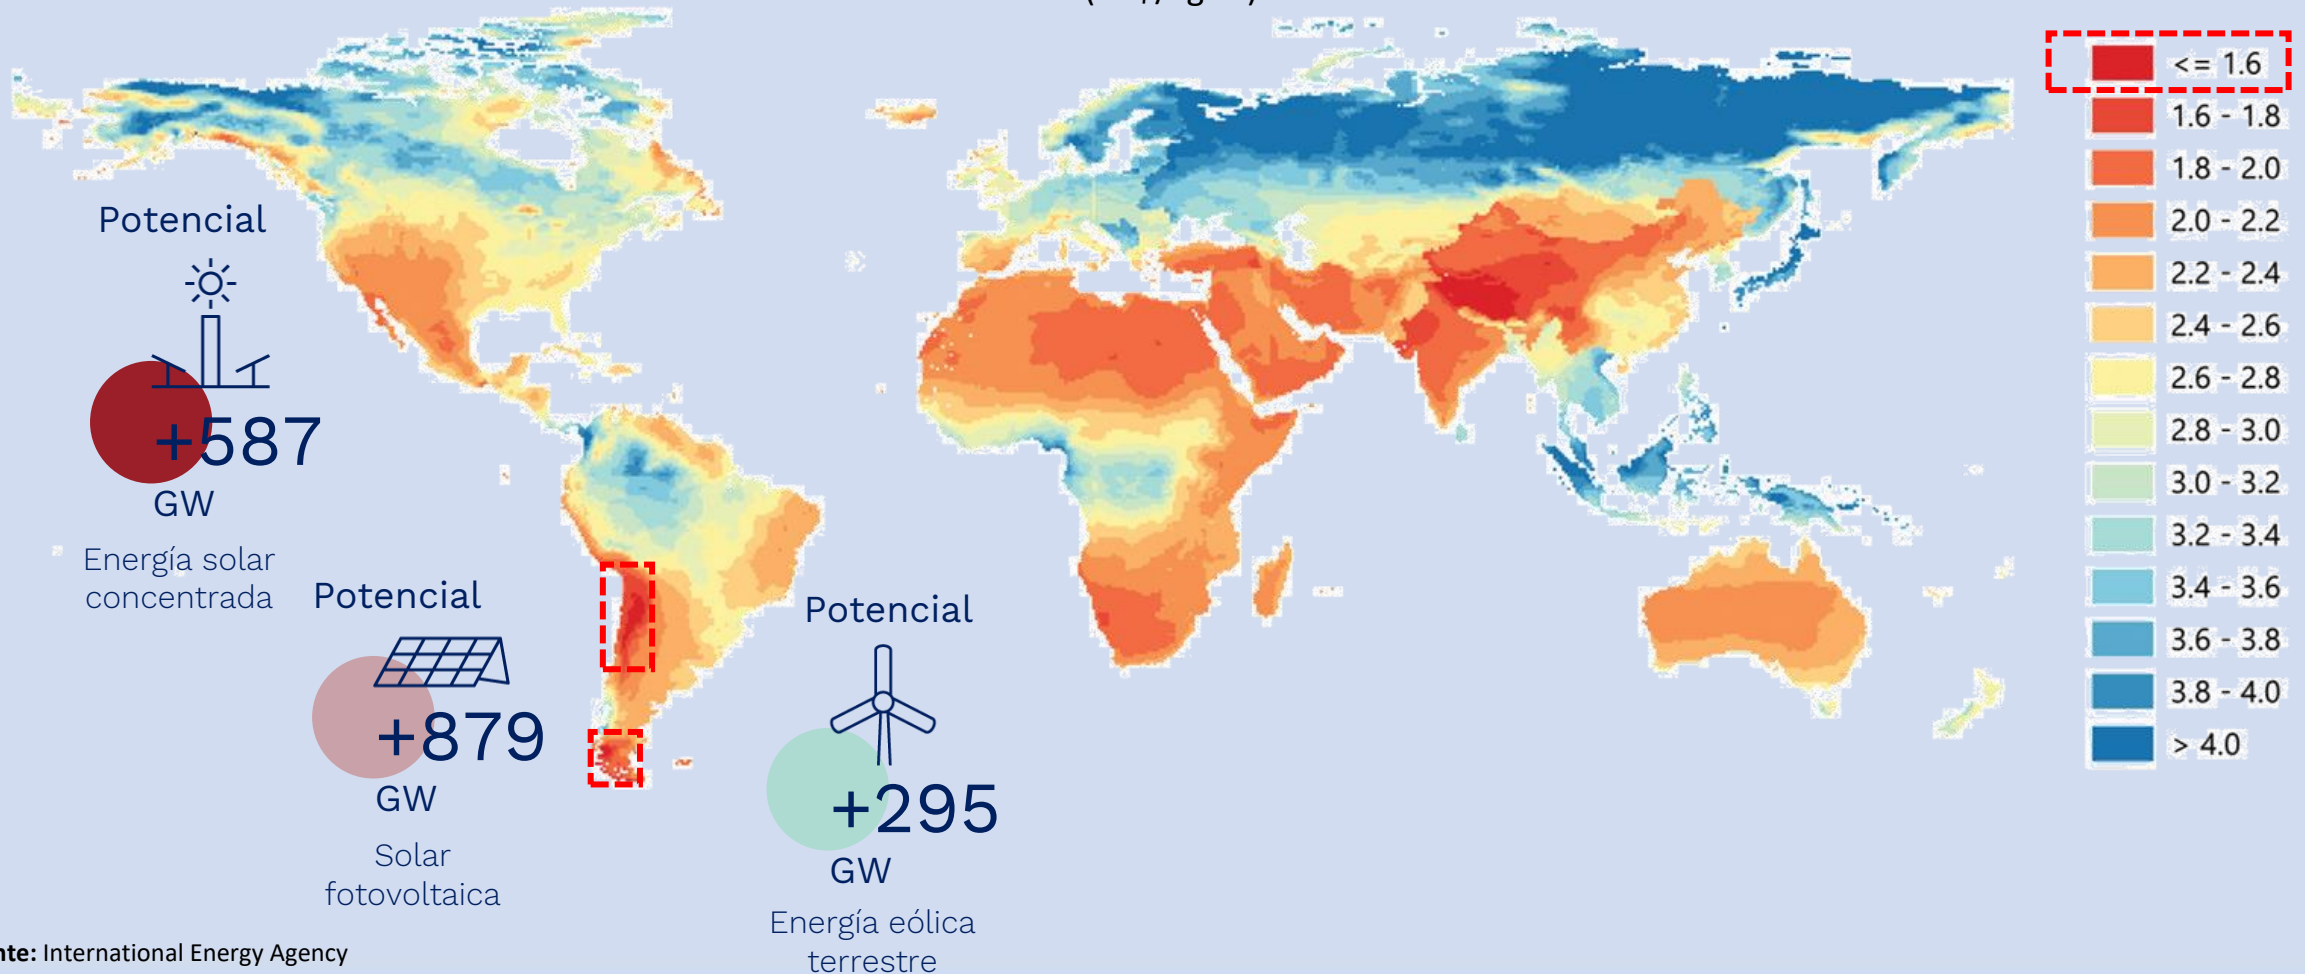 Potencial
+587
GW
Energía solar
concentrada
Potencial
+879
GW
Solar
fotovoltaica
Potencial
+295
GW
Energía eólica
terrestre
<= 1.6
1.6 - 1.8
1.8 - 2.0
2.0 - 2.2
2.2 - 2.4
2.4 - 2.6
2.6 - 2.8
2.8 - 3.0
3.0 - 3.2
3.2 - 3.4
3.4 - 3.6
3.6 - 3.8
3.8 - 4.0
> 4.0
nte: International Energy Agency